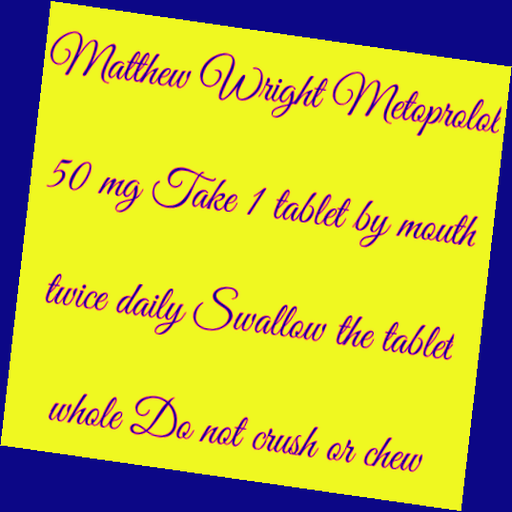 Matthew Wright Metoprolol
50 mg Take 1 tablet by mouth
twice daily Swallow the tablet
whole Do not crush or chew